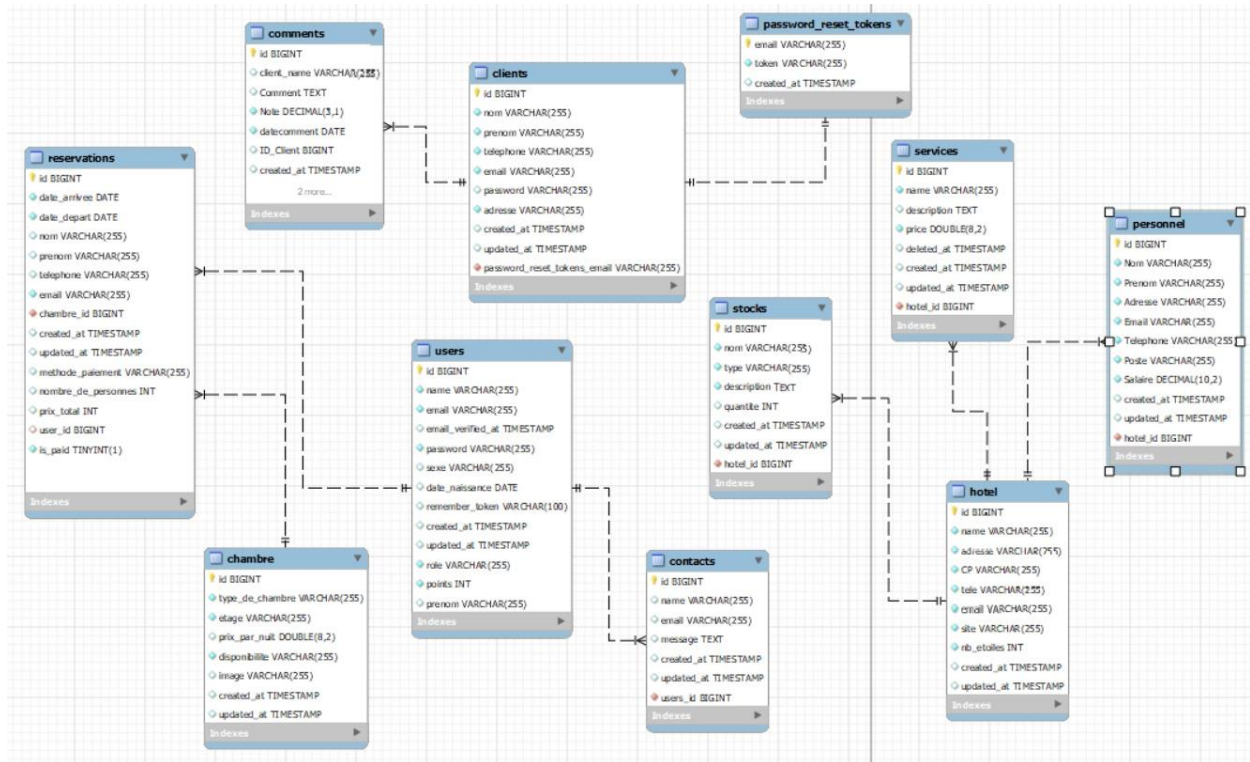 comments
id BIGINT
client_name VARCHAR(255)
Comment TEXT
Note DECIMAL(3,1)
datecomment DATE
ID_Client BIGINT
created_at TIMESTAMP
2 more...
Indexes
clients
id BIGINT
nom VARCHAR(255)
prenom VARCHAR(255)
telephone VARCHAR(255)
email VARCHAR(255)
password VARCHAR(255)
adresse VARCHAR(255)
created_at TIMESTAMP
updated_at TIMESTAMP
password_reset_tokens_email VARCHAR(255)
Indexes
password_reset_tokens
email VARCHAR(255)
token VARCHAR(255)
created_at TIMESTAMP
Indexes
reservations
id BIGINT
date_arrivee DATE
date_depart DATE
nom VARCHAR(255)
prenom VARCHAR(255)
telephone VARCHAR(255)
email VARCHAR(255)
chambre_id BIGINT
created_at TIMESTAMP
updated_at TIMESTAMP
methode_paiement VARCHAR(255)
nombre_de_personnes INT
prix_total INT
user_id BIGINT
is_paid TINYINT(1)
Indexes
services
id BIGINT
name VARCHAR(255)
description TEXT
price DOUBLE(8,2)
deleted_at TIMESTAMP
created_at TIMESTAMP
updated_at TIMESTAMP
hotel_id BIGINT
Indexes
personnel
id BIGINT
Nom VARCHAR(255)
Prenom VARCHAR(255)
Adresse VARCHAR(255)
Email VARCHAR(255)
Telephone VARCHAR(255)
Poste VARCHAR(255)
Salaire DECIMAL(10,2)
created_at TIMESTAMP
updated_at TIMESTAMP
hotel_id BIGINT
Indexes
stocks
id BIGINT
nom VARCHAR(255)
type VARCHAR(255)
description TEXT
quantite INT
created_at TIMESTAMP
updated_at TIMESTAMP
hotel_id BIGINT
Indexes
users
id BIGINT
name VARCHAR(255)
email VARCHAR(255)
email_verified_at TIMESTAMP
password VARCHAR(255)
sexe VARCHAR(255)
date_naissance DATE
remember_token VARCHAR(100)
created_at TIMESTAMP
updated_at TIMESTAMP
role VARCHAR(255)
points INT
prenom VARCHAR(255)
Indexes
hotel
id BIGINT
name VARCHAR(255)
adresse VARCHAR(255)
CP VARCHAR(255)
tele VARCHAR(255)
email VARCHAR(255)
site VARCHAR(255)
nb_etoiles INT
created_at TIMESTAMP
updated_at TIMESTAMP
Indexes
chambre
id BIGINT
type_de_chambre VARCHAR(255)
etage VARCHAR(255)
prix_par_nuit DOUBLE(8,2)
disponibilite VARCHAR(255)
image VARCHAR(255)
created_at TIMESTAMP
updated_at TIMESTAMP
Indexes
contacts
id BIGINT
name VARCHAR(255)
email VARCHAR(255)
message TEXT
created_at TIMESTAMP
updated_at TIMESTAMP
users_id BIGINT
Indexes